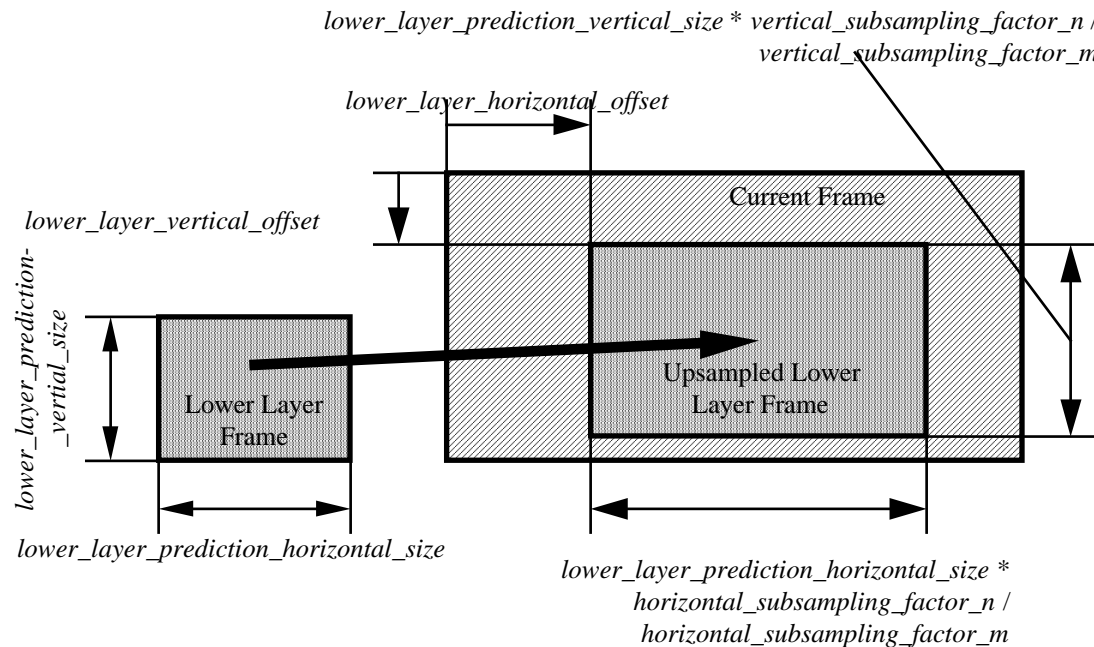 lower_layer_prediction_vertical_size * vertical_subsampling_factor_n /
vertical_subsampling_factor_m
lower_layer_horizontal_offset
Current Frame
lower_layer_vertical_offset
lower_layer_prediction-
_vertial_size
Upsampled Lower
Layer Frame
Lower Layer
Frame
lower_layer_prediction_horizontal_size
lower_layer_prediction_horizontal_size *
horizontal_subsampling_factor_n /
horizontal_subsampling_factor_m